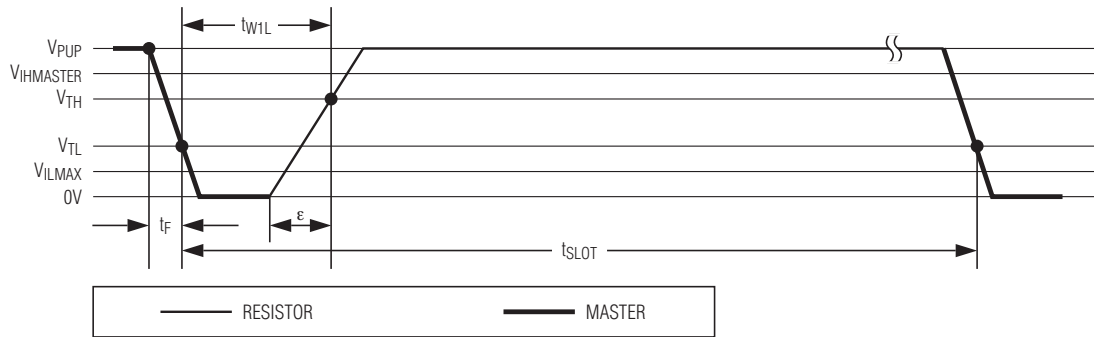 tW1L
VPUP
VIHMASTER
VTH
VTL
VILMAX
0V
tF
ε
tSLOT
RESISTOR
MASTER